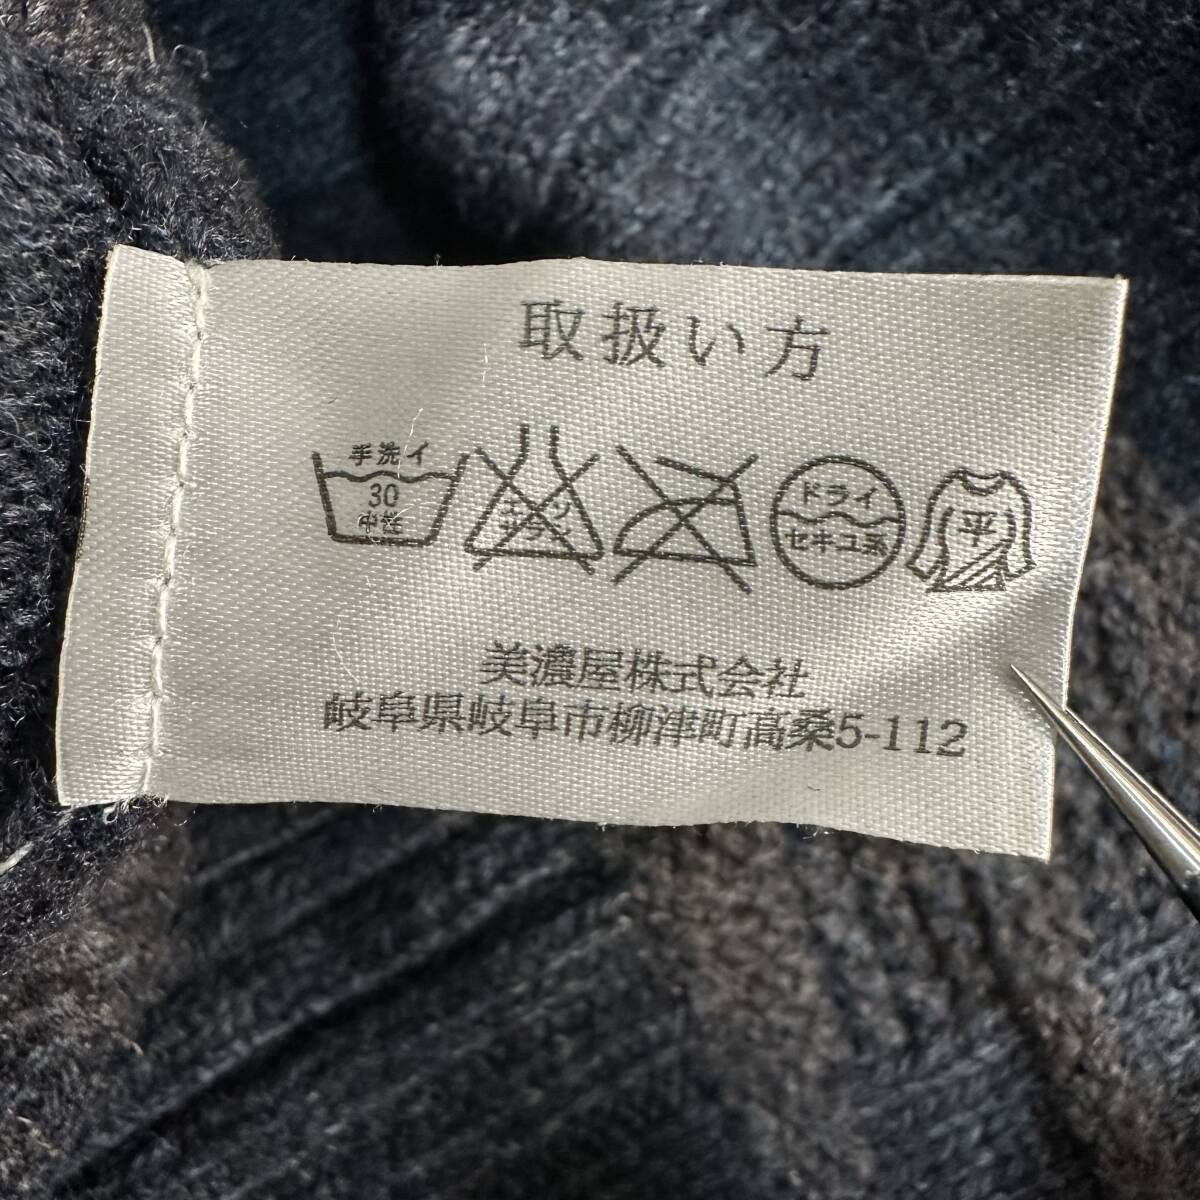 取扱い方
手洗イ
30
中性
エンソ
サラシ
ドライ
セキユ系
平
美濃屋株式会社
岐阜県岐阜市柳津町高桑5-112